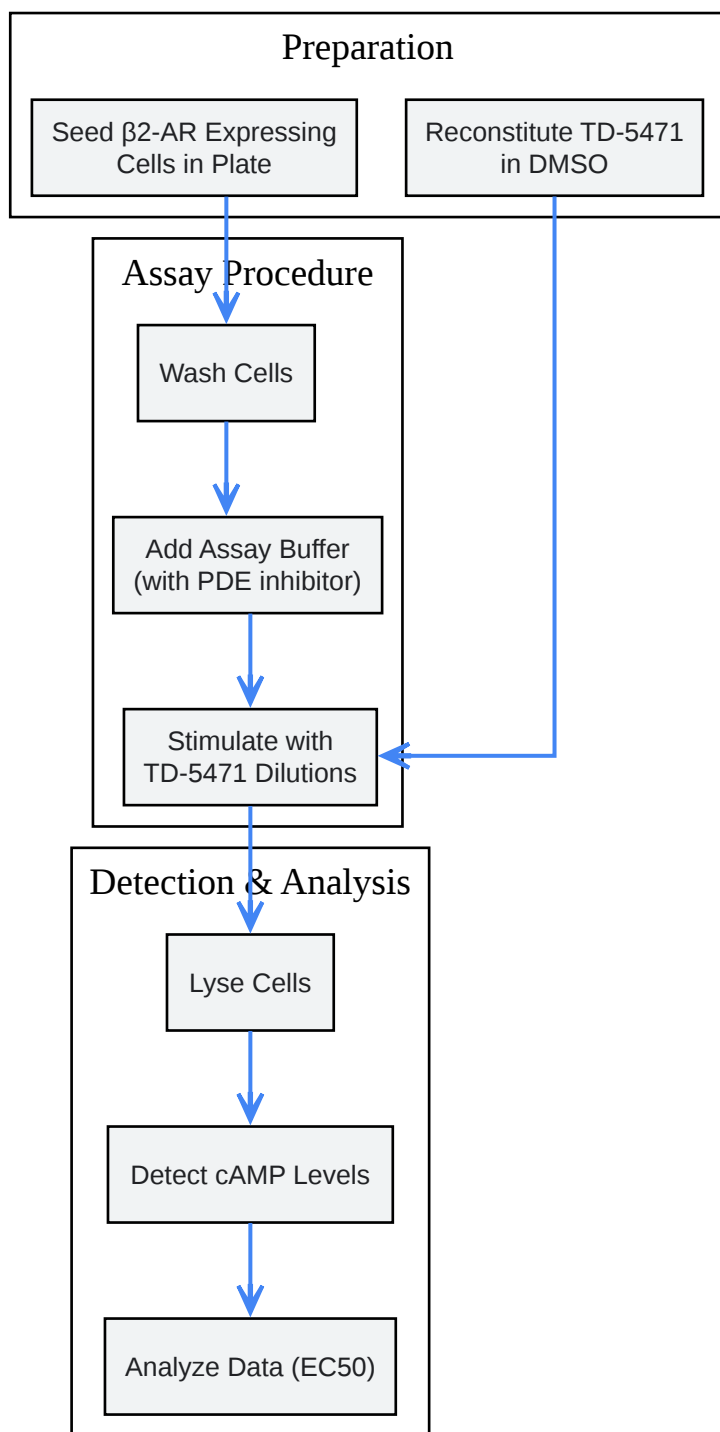 Preparation
Seed β2-AR Expressing
Cells in Plate
Reconstitute TD-5471
in DMSO
Assay Procedure
Wash Cells
Add Assay Buffer
(with PDE inhibitor)
Stimulate with
TD-5471 Dilutions
Detection & Analysis
Lyse Cells
Detect cAMP Levels
Analyze Data (EC50)